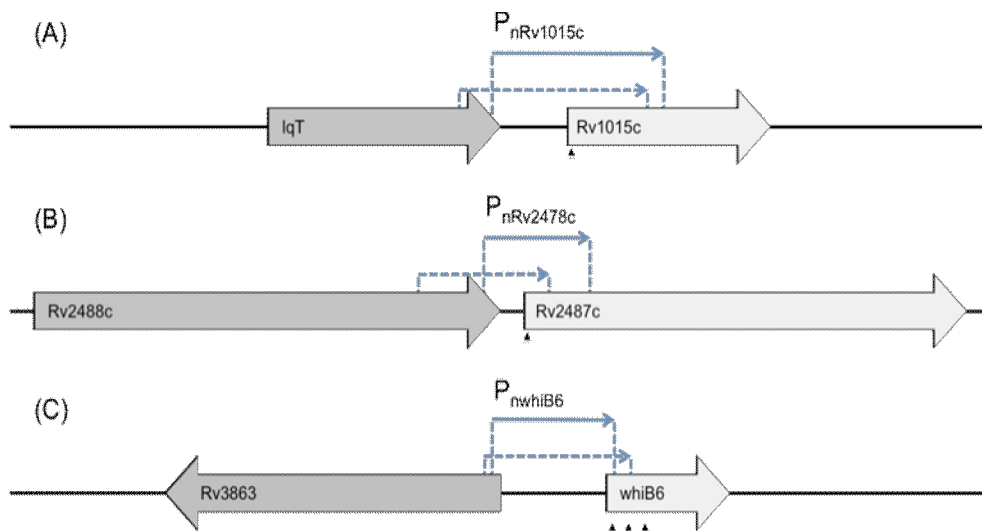 (A)
PnRv1015c
lqT
Rv1015c
(B)
PnRv2478c
Rv2488c
Rv2487c
(C)
PnwhiB6
Rv3863
whiB6